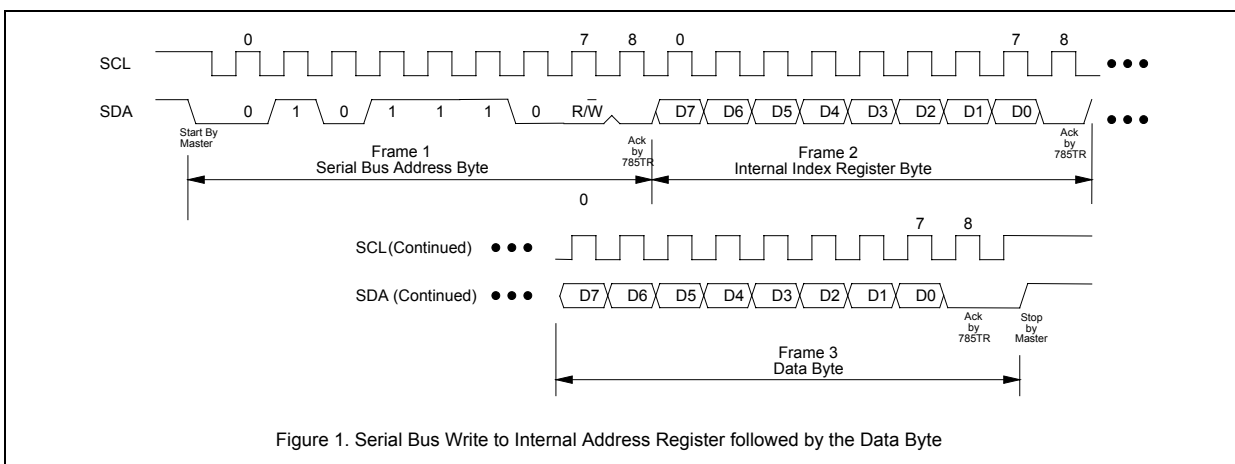 0 7 8 0 7 8
SCL
SDA 0 1 0 1 1 1 0 R/W̅ D7 D6 D5 D4 D3 D2 D1 D0
Start By
Master
Ack
by
785TR
Ack
by
785TR
Frame 1
Serial Bus Address Byte
Frame 2
Internal Index Register Byte
0 7 8
SCL(Continued)
SDA (Continued) D7 D6 D5 D4 D3 D2 D1 D0
Ack
by
785TR
Stop
by
Master
Frame 3
Data Byte
Figure 1. Serial Bus Write to Internal Address Register followed by the Data Byte